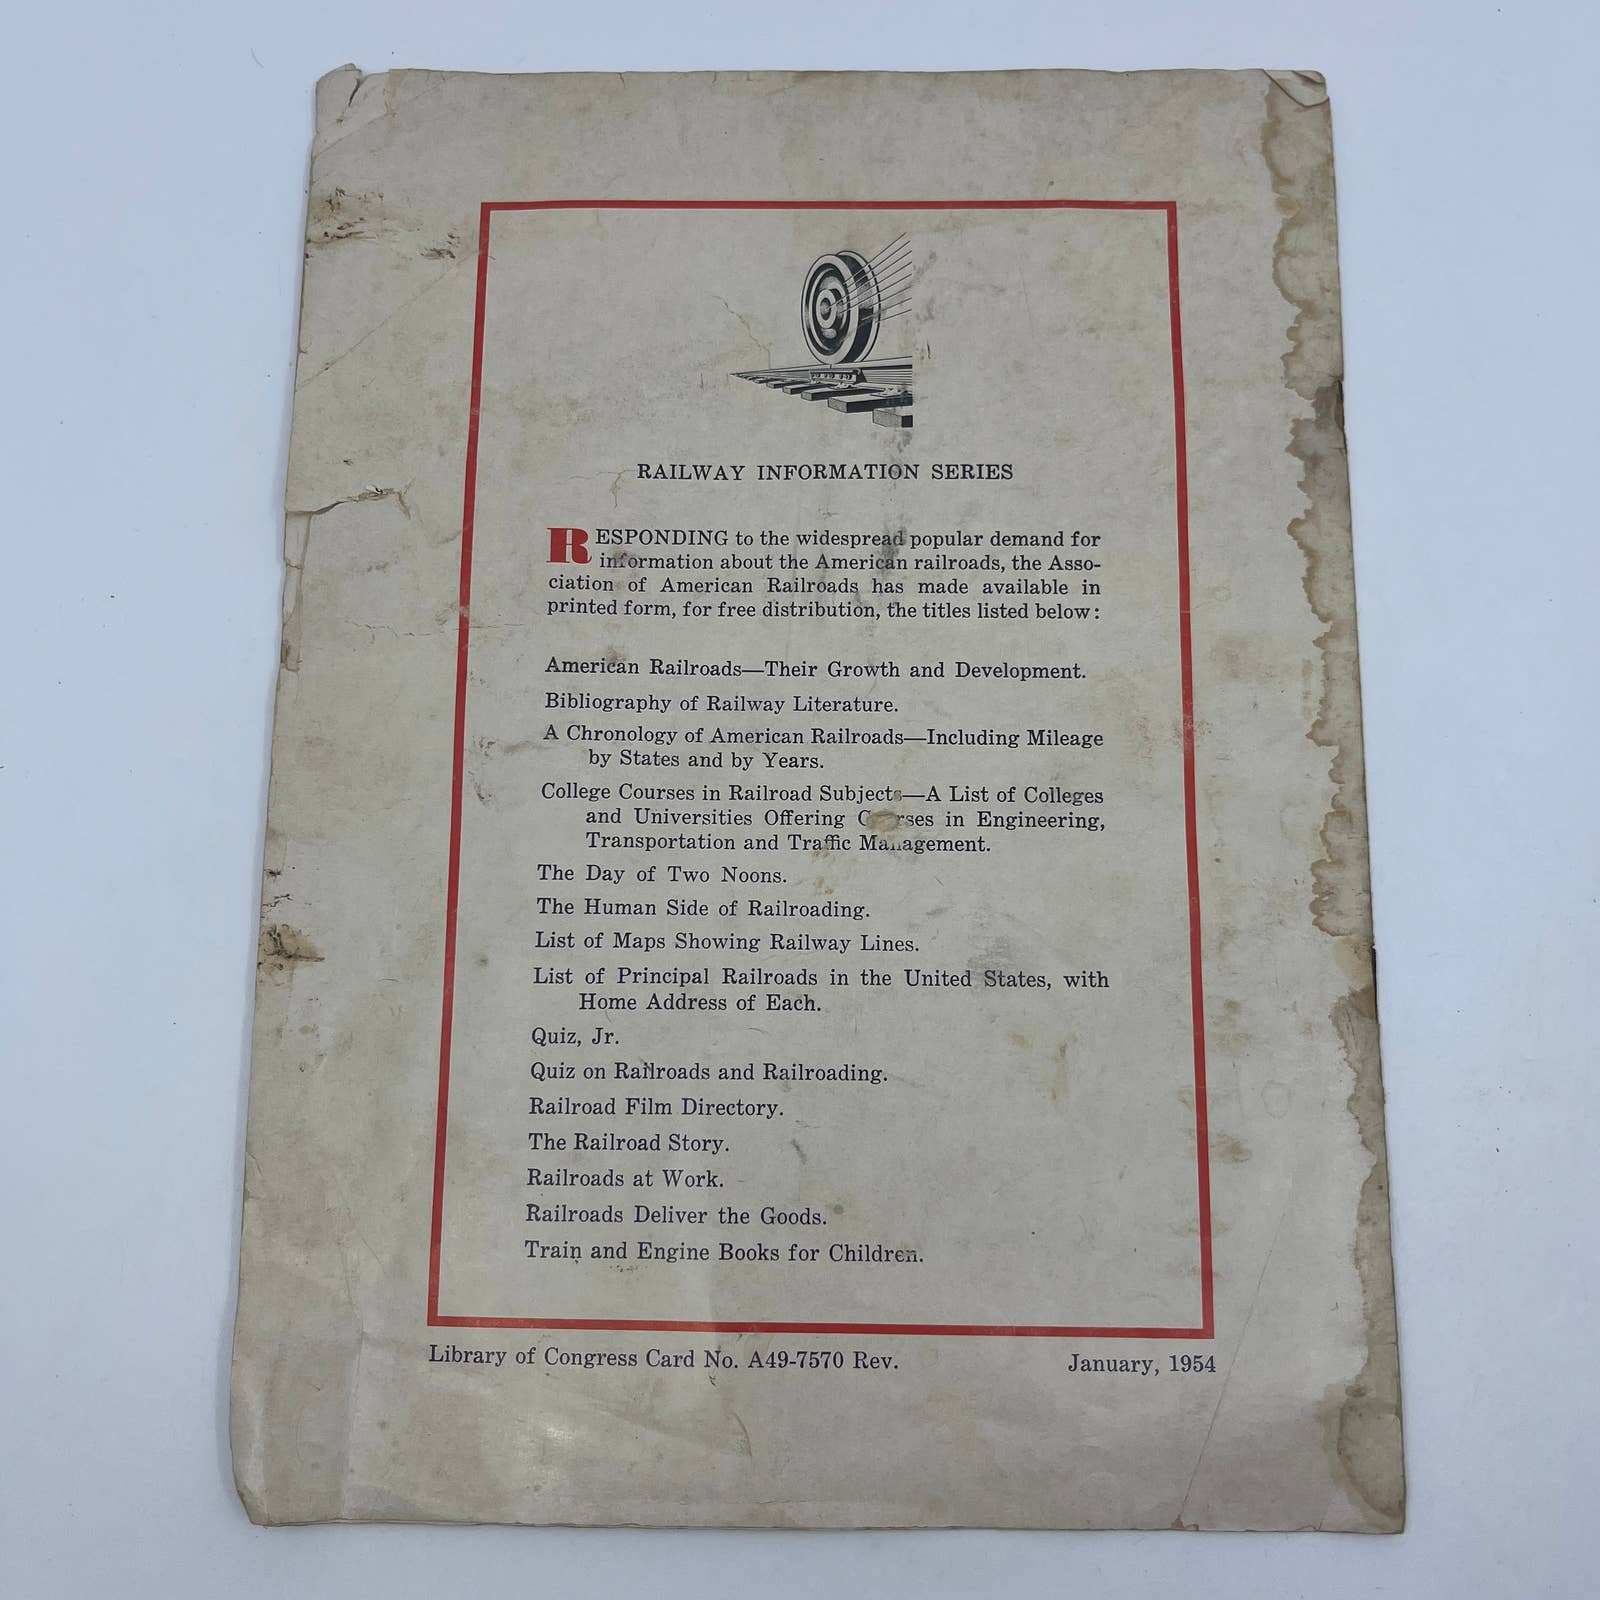 RAILWAY INFORMATION SERIES
RESPONDING to the widespread popular demand for
information about the American railroads, the Asso-
ciation of American Railroads has made available in
printed form, for free distribution, the titles listed below:
American Railroads—Their Growth and Development.
Bibliography of Railway Literature.
A Chronology of American Railroads—Including Mileage
by States and by Years.
College Courses in Railroad Subjects—A List of Colleges
and Universities Offering Courses in Engineering,
Transportation and Traffic Management.
The Day of Two Noons.
The Human Side of Railroading.
List of Maps Showing Railway Lines.
List of Principal Railroads in the United States, with
Home Address of Each.
Quiz, Jr.
Quiz on Railroads and Railroading.
Railroad Film Directory.
The Railroad Story.
Railroads at Work.
Railroads Deliver the Goods.
Train and Engine Books for Children.
Library of Congress Card No. A49-7570 Rev.
January, 1954